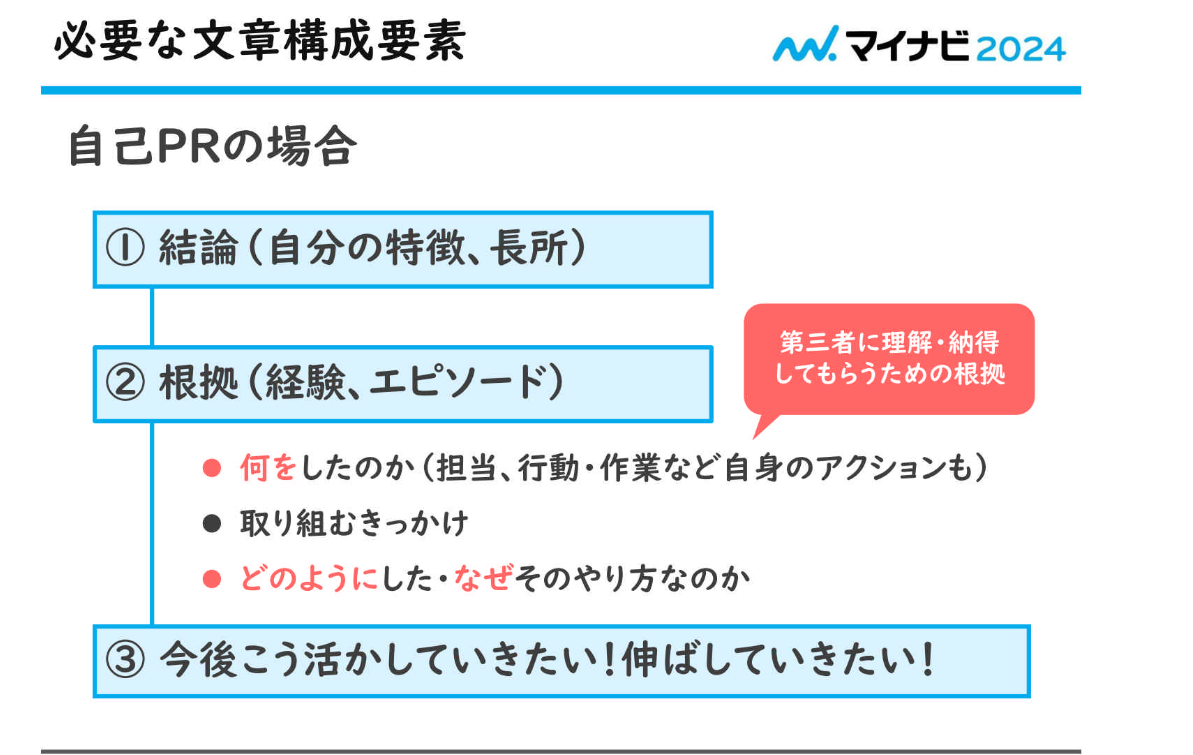 必要な文章構成要素
マイナビ2024
自己PRの場合
① 結論（自分の特徴、長所）
② 根拠（経験、エピソード）
第三者に理解・納得
してもらうための根拠
● 何をしたのか（担当、行動・作業など自身のアクションも）
● 取り組むきっかけ
● どのようにした・なぜそのやり方なのか
③ 今後こう活かしていきたい！伸ばしていきたい！